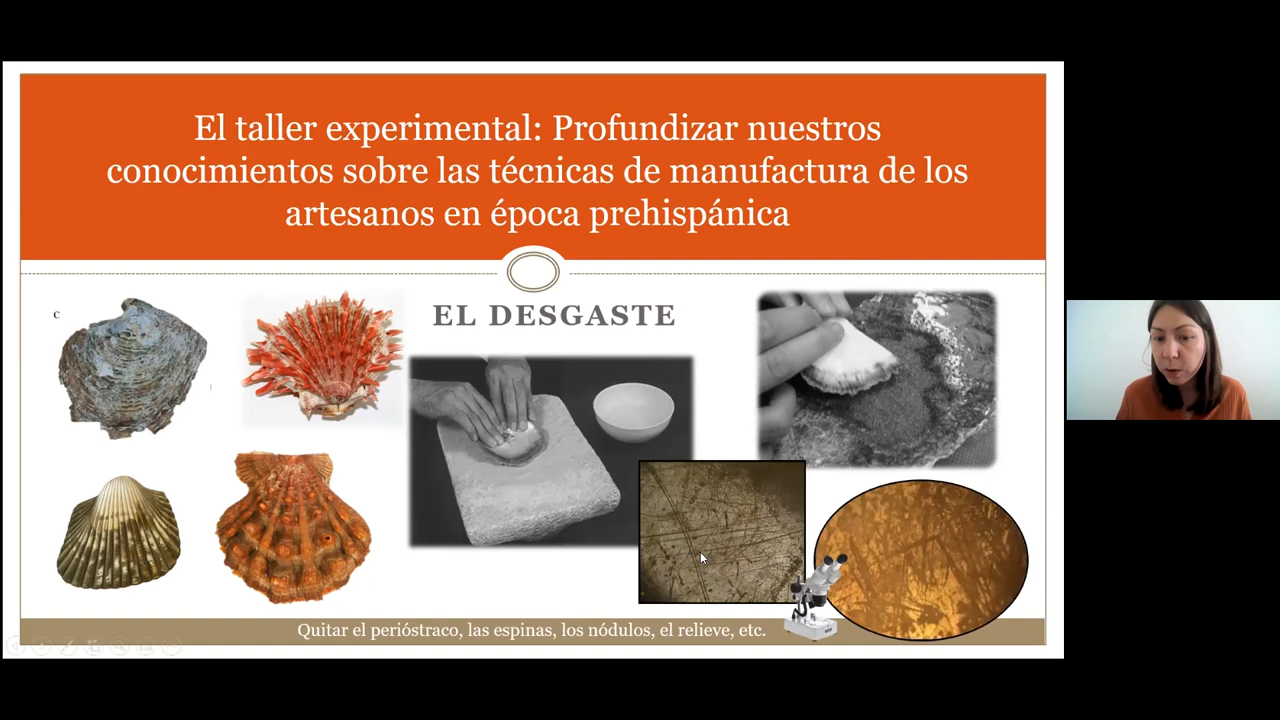 El taller experimental: Profundizar nuestros
conocimientos sobre las técnicas de manufactura de los
artesanos en época prehispánica
c
EL DESGASTE
Quitar el perióstraco, las espinas, los nódulos, el relieve, etc.